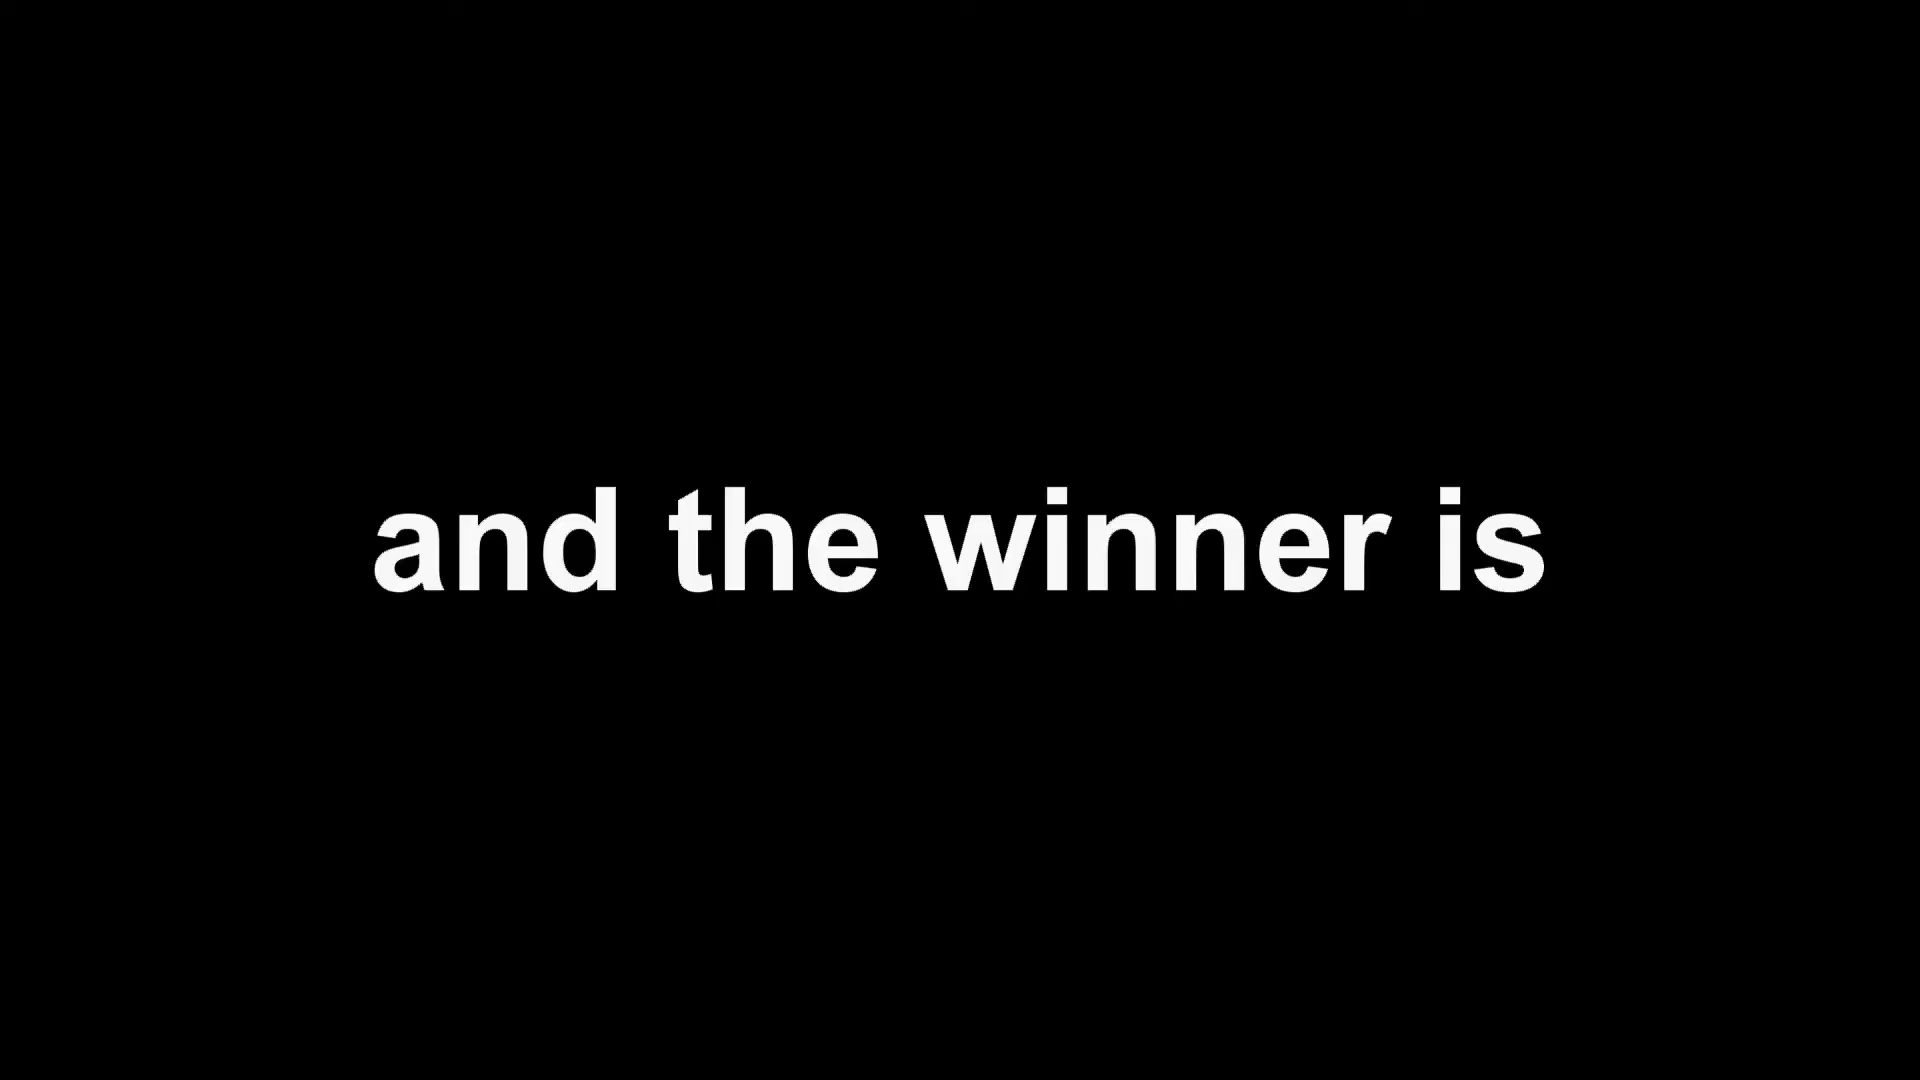 and the winner is